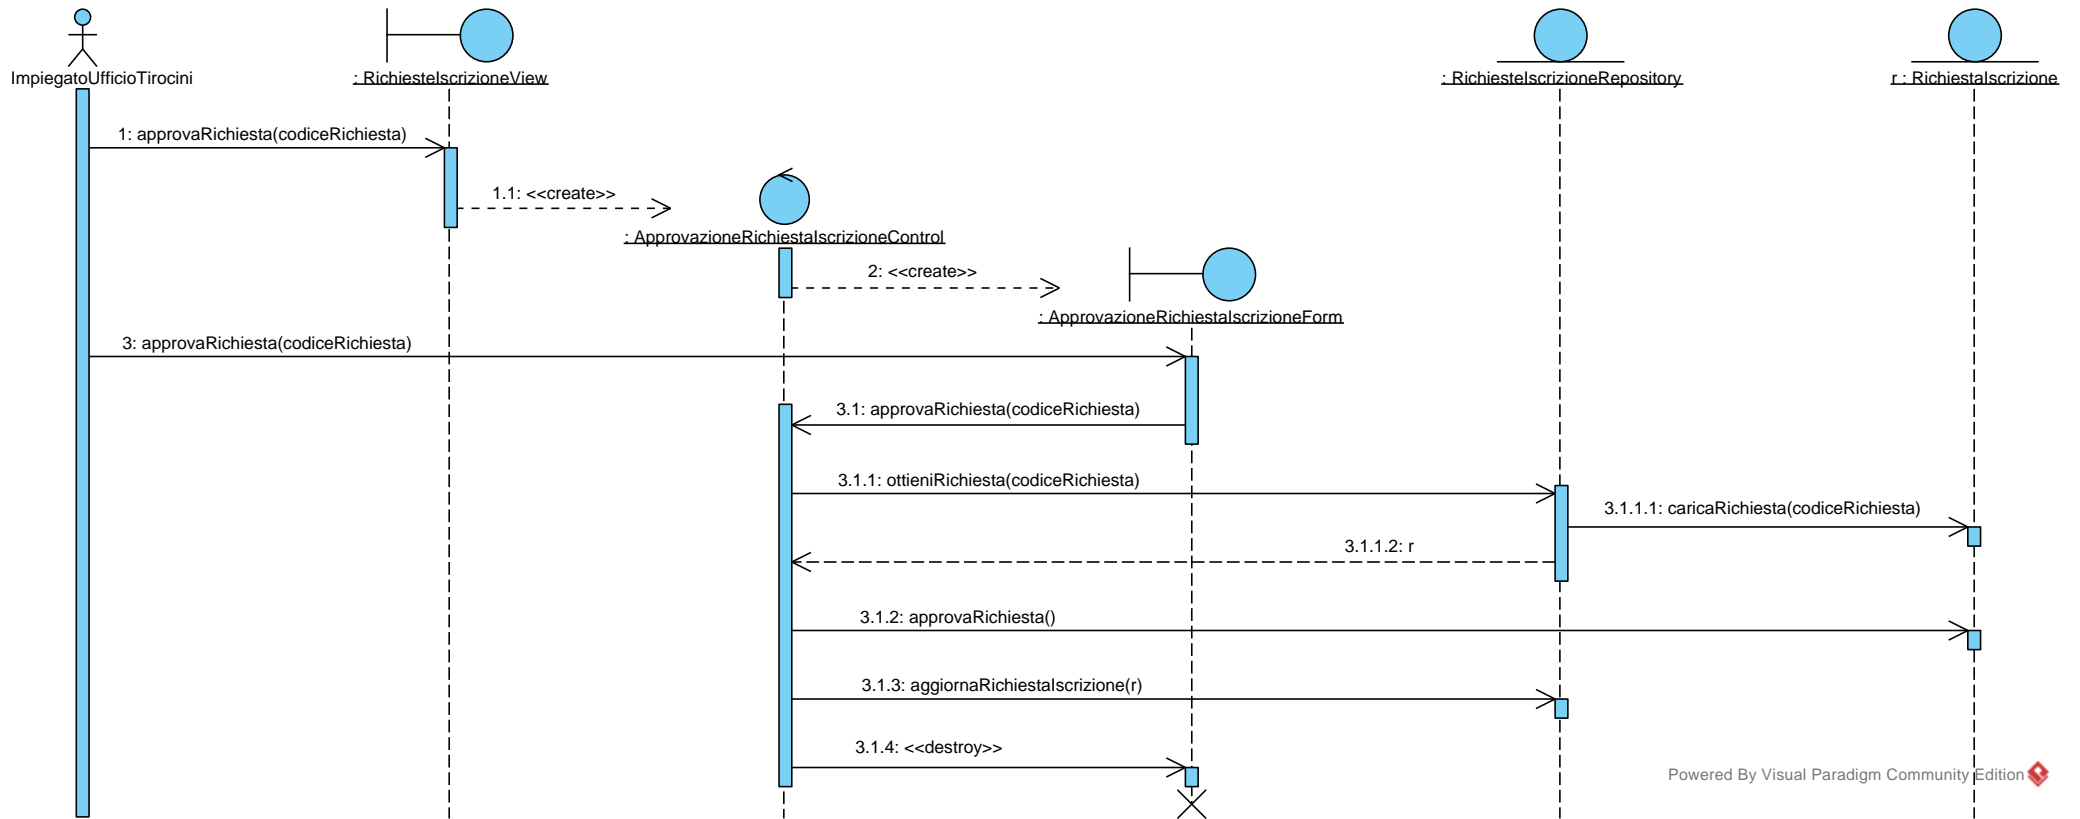 ImpiegatoUfficioTirocini
: RichiesteIscrizioneView
: RichiesteIscrizioneRepository
r : RichiestaIscrizione
1: approvaRichiesta(codiceRichiesta)
1.1: <<create>>
: ApprovazioneRichiestaIscrizioneControl
2: <<create>>
: ApprovazioneRichiestaIscrizioneForm
3: approvaRichiesta(codiceRichiesta)
3.1: approvaRichiesta(codiceRichiesta)
3.1.1: ottieniRichiesta(codiceRichiesta)
3.1.1.1: caricaRichiesta(codiceRichiesta)
3.1.1.2: r
3.1.2: approvaRichiesta()
3.1.3: aggiornaRichiestaIscrizione(r)
3.1.4: <<destroy>>
Powered By Visual Paradigm Community Edition